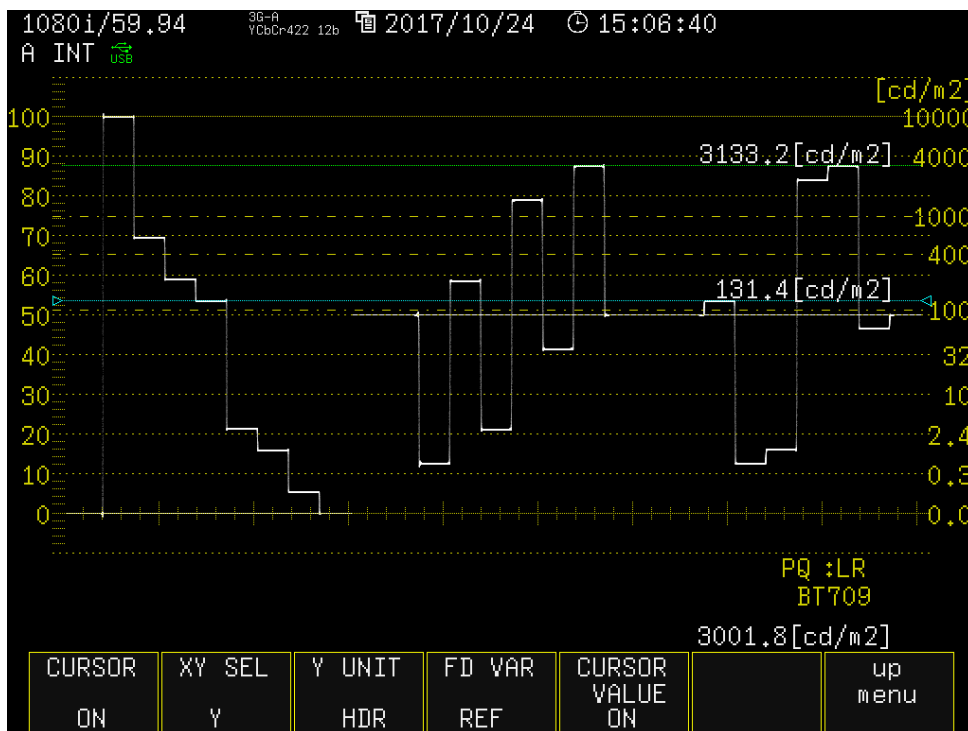 1080i/59.94 3G-A YCbCr422 12b 2017/10/24 15:06:40
A INT USB
[cd/m2]
100 10000
90 3133.2[cd/m2] 4000
80
1000
70
400
60
131.4[cd/m2]
50 100
40 32
30 10
20 2.4
10 0.3
0 0.0
PQ :LR
BT709
3001.8[cd/m2]
CURSOR XY SEL Y UNIT FD VAR CURSOR up
VALUE menu
ON Y HDR REF ON